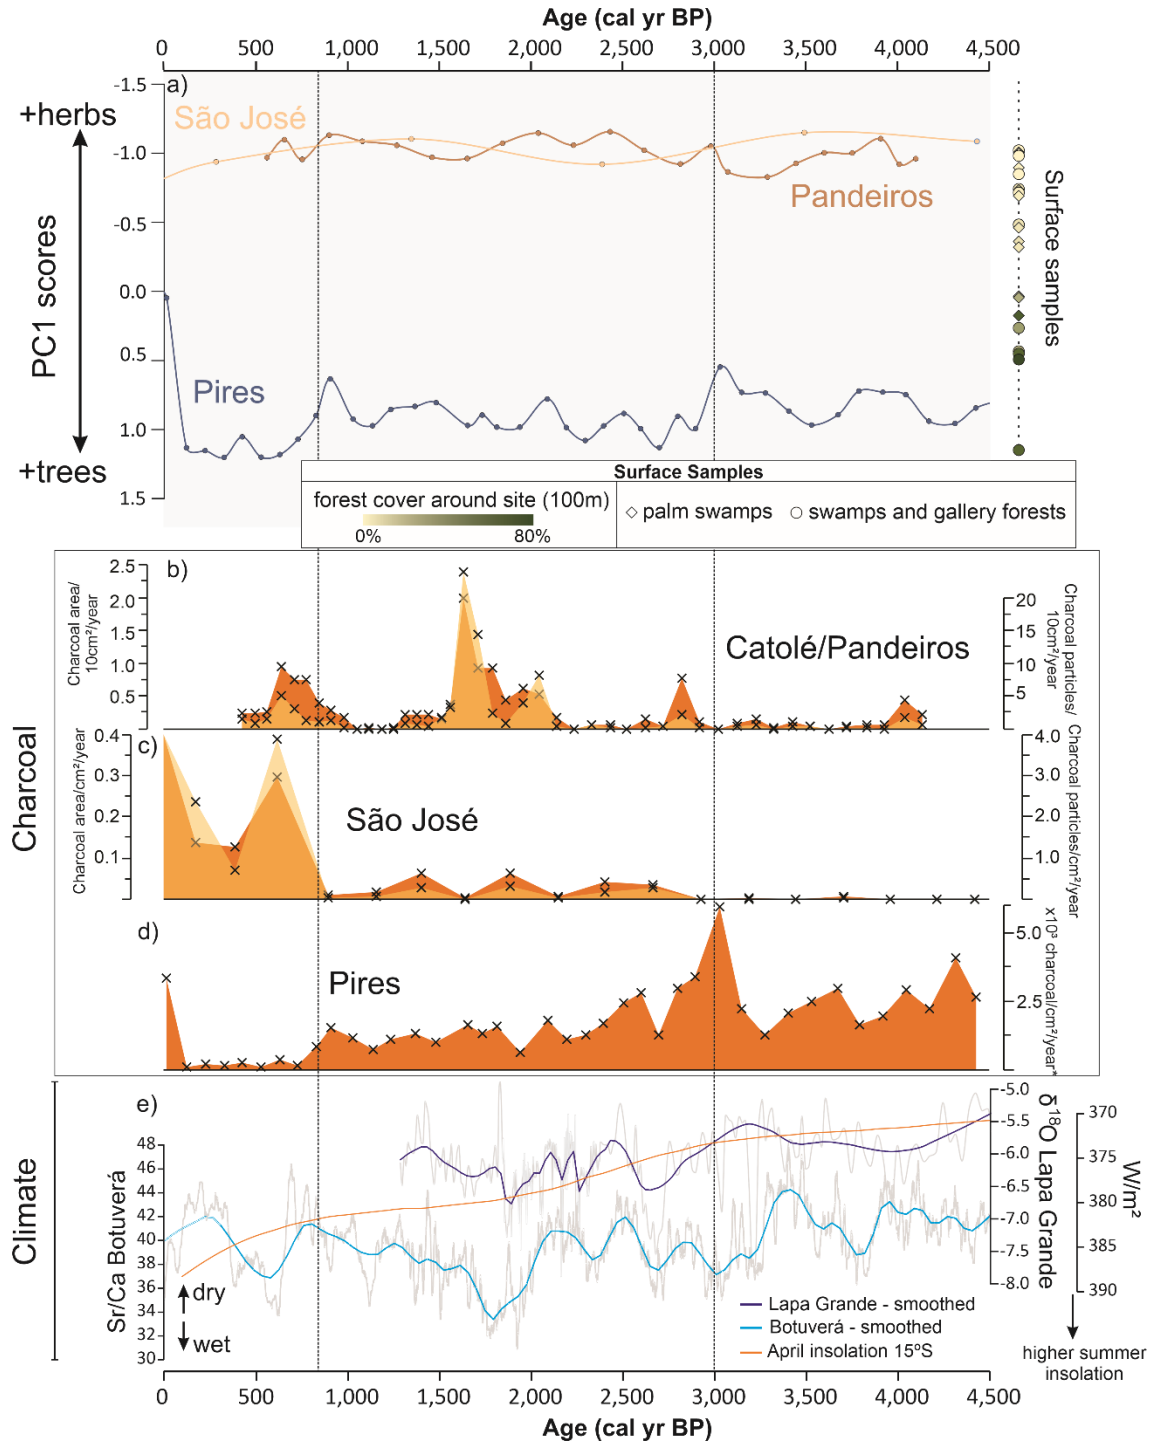 Age (cal yr BP)
0 500 1,000 1,500 2,000 2,500 3,000 3,500 4,000 4,500
a)
+herbs
PC1 scores
+trees
-1.5
-1.0
-0.5
0.0
0.5
1.0
1.5
São José
Pandeiros
Pires
Surface samples
Surface Samples
forest cover around site (100m)
0% 80%
palm swamps
swamps and gallery forests
Charcoal
b)
Charcoal area/
10cm²/year
2.5
2.0
1.5
1.0
0.5
Catolé/Pandeiros
20
15
10
5
Charcoal particles/
10cm²/year
c)
Charcoal area/cm²/year
0.4
0.3
0.2
0.1
São José
4.0
3.0
2.0
1.0
Charcoal particles/cm²/year
d)
Pires
5.0
2.5
x10³ charcoal/cm²/year*
Climate
e)
Sr/Ca Botuverá
48
46
44
42
40
38
36
34
32
30
dry
wet
-5.0
-5.5
-6.0
-6.5
-7.0
-7.5
-8.0
δ¹⁸O Lapa Grande
370
375
380
385
390
W/m²
higher summer
insolation
Lapa Grande - smoothed
Botuverá - smoothed
April insolation 15ºS
0 500 1,000 1,500 2,000 2,500 3,000 3,500 4,000 4,500
Age (cal yr BP)